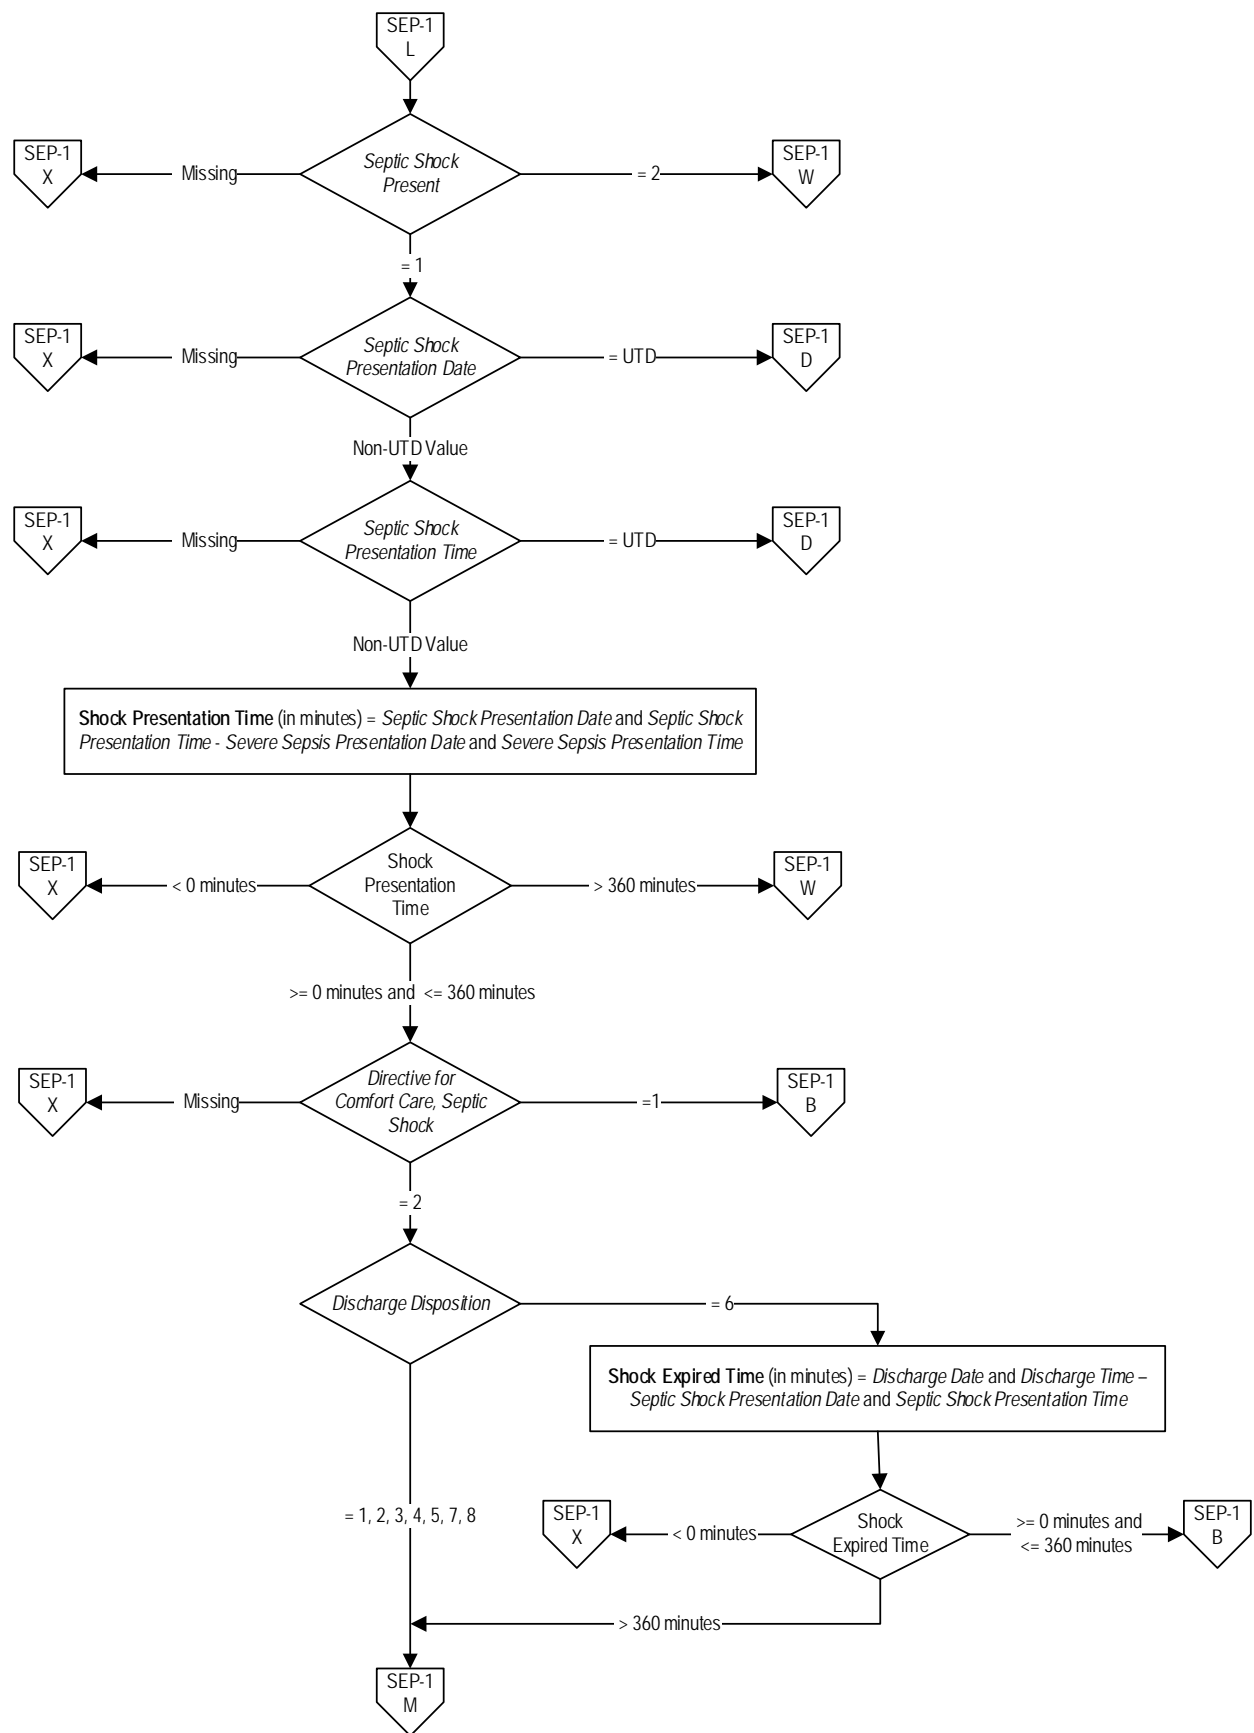 SEP-1
L
SEP-1
X
Missing
Septic Shock
Present
= 2
SEP-1
W
= 1
SEP-1
X
Missing
Septic Shock
Presentation Date
= UTD
SEP-1
D
Non-UTD Value
SEP-1
X
Missing
Septic Shock
Presentation Time
= UTD
SEP-1
D
Non-UTD Value
Shock Presentation Time (in minutes) = Septic Shock Presentation Date and Septic Shock
Presentation Time - Severe Sepsis Presentation Date and Severe Sepsis Presentation Time
SEP-1
X
< 0 minutes
Shock
Presentation
Time
> 360 minutes
SEP-1
W
>= 0 minutes and <= 360 minutes
SEP-1
X
Missing
Directive for
Comfort Care, Septic
Shock
=1
SEP-1
B
= 2
Discharge Disposition
= 6
Shock Expired Time (in minutes) = Discharge Date and Discharge Time –
Septic Shock Presentation Date and Septic Shock Presentation Time
= 1, 2, 3, 4, 5, 7, 8
SEP-1
X
< 0 minutes
Shock
Expired Time
>= 0 minutes and
<= 360 minutes
SEP-1
B
> 360 minutes
SEP-1
M